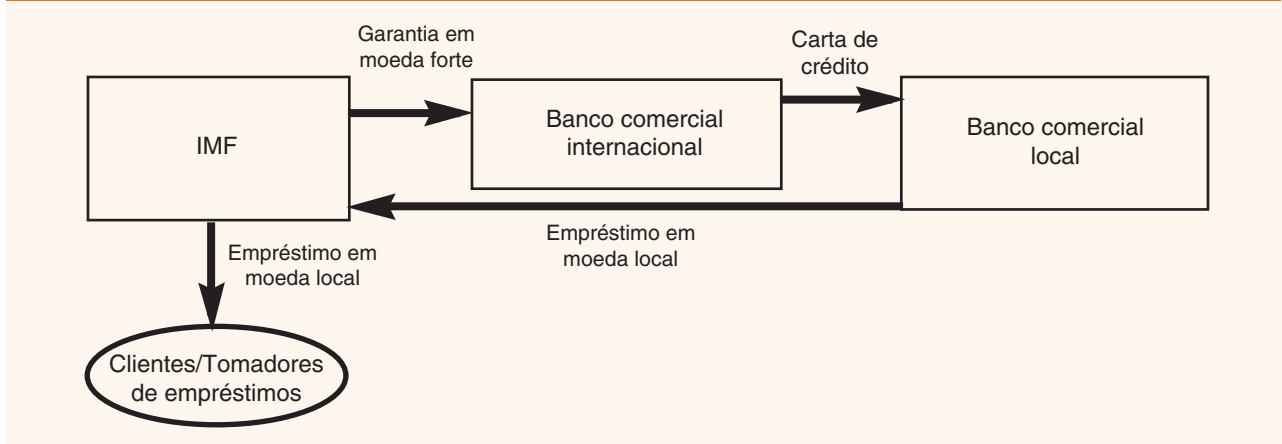 Garantia em
moeda forte
Carta de
crédito
IMF
Banco comercial
internacional
Banco comercial
local
Empréstimo em
moeda local
Empréstimo em
moeda local
Clientes/Tomadores
de empréstimos